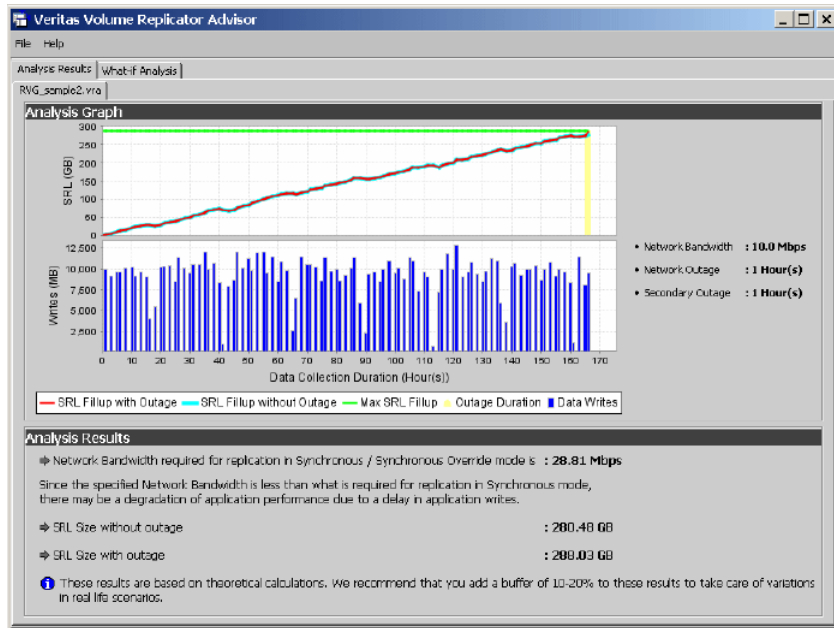 Veritas Volume Replicator Advisor
File Help
Analysis Results What-if Analysis
RVG_sample2.vra
Analysis Graph
SRL (GB)
300
250
200
150
100
50
0
Writes (MB)
12,500
10,000
7,500
5,000
2,500
0 10 20 30 40 50 60 70 80 90 100 110 120 130 140 150 160 170
Data Collection Duration (Hour(s))
• Network Bandwidth : 10.0 Mbps
• Network Outage : 1 Hour(s)
• Secondary Outage : 1 Hour(s)
SRL Fillup with Outage SRL Fillup without Outage Max SRL Fillup Outage Duration Data Writes
Analysis Results
Network Bandwidth required for replication in Synchronous / Synchronous Override mode is : 28.81 Mbps
Since the specified Network Bandwidth is less than what is required for replication in Synchronous mode,
there may be a degradation of application performance due to a delay in application writes.
SRL Size without outage : 280.48 GB
SRL Size with outage : 288.03 GB
These results are based on theoretical calculations. We recommend that you add a buffer of 10-20% to these results to take care of variations
in real life scenarios.